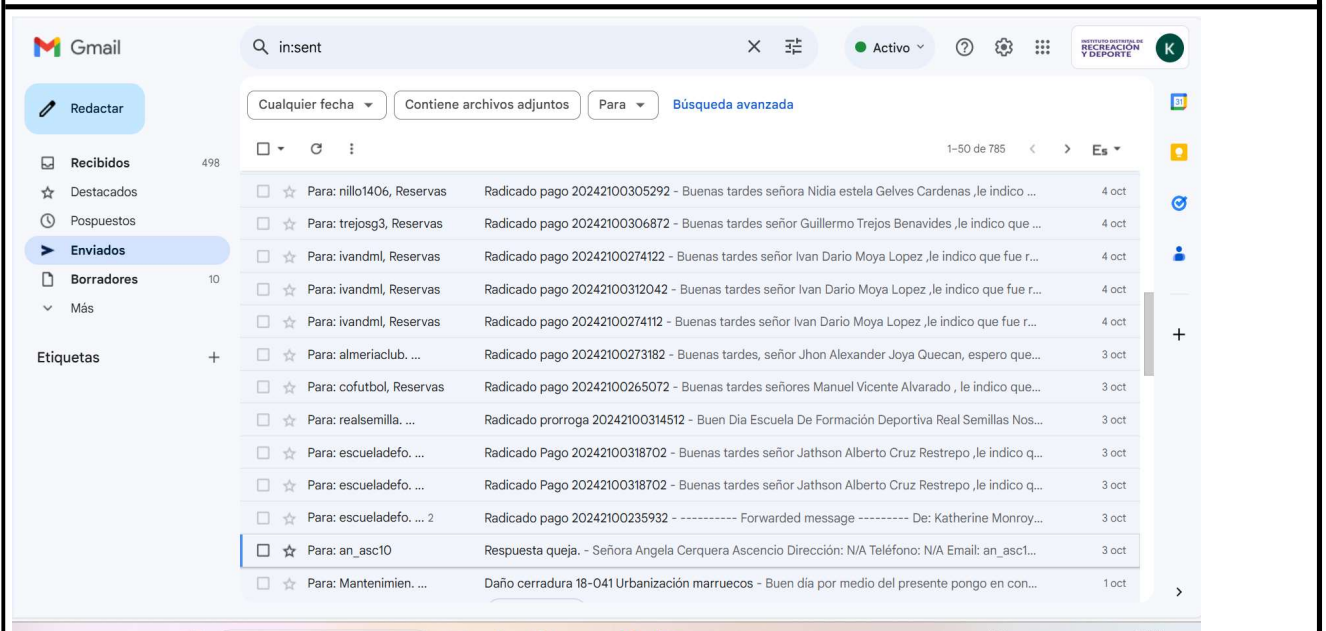 Gmail
in:sent
Activo
INSTITUTO DISTRITAL DE
RECREACIÓN
Y DEPORTE
K
Redactar
Recibidos 498
Destacados
Pospuestos
Enviados
Borradores 10
Más
Etiquetas
Cualquier fecha Contiene archivos adjuntos Para Búsqueda avanzada
1–50 de 785 Es
31
Para: nillo1406, Reservas Radicado pago 20242100305292 - Buenas tardes señora Nidia estela Gelves Cardenas ,le indico ... 4 oct
Para: trejosg3, Reservas Radicado pago 20242100306872 - Buenas tardes señor Guillermo Trejos Benavides ,le indico que ... 4 oct
Para: ivandml, Reservas Radicado pago 20242100274122 - Buenas tardes señor Ivan Dario Moya Lopez ,le indico que fue r... 4 oct
Para: ivandml, Reservas Radicado pago 20242100312042 - Buenas tardes señor Ivan Dario Moya Lopez ,le indico que fue r... 4 oct
Para: ivandml, Reservas Radicado pago 20242100274112 - Buenas tardes señor Ivan Dario Moya Lopez ,le indico que fue r... 4 oct
Para: almeriaclub. ... Radicado pago 20242100273182 - Buenas tardes, señor Jhon Alexander Joya Quecan, espero que... 3 oct
Para: cofutbol, Reservas Radicado pago 20242100265072 - Buenas tardes señores Manuel Vicente Alvarado , le indico que... 3 oct
Para: realsemilla. ... Radicado prorroga 20242100314512 - Buen Dia Escuela De Formación Deportiva Real Semillas Nos... 3 oct
Para: escueladefo. ... Radicado Pago 20242100318702 - Buenas tardes señor Jathson Alberto Cruz Restrepo ,le indico q... 3 oct
Para: escueladefo. ... Radicado Pago 20242100318702 - Buenas tardes señor Jathson Alberto Cruz Restrepo ,le indico q... 3 oct
Para: escueladefo. ... 2 Radicado pago 20242100235932 - ---------- Forwarded message --------- De: Katherine Monroy... 3 oct
Para: an_asc10 Respuesta queja. - Señora Angela Cerquera Ascencio Dirección: N/A Teléfono: N/A Email: an_asc1... 3 oct
Para: Mantenimien. ... Daño cerradura 18-041 Urbanización marruecos - Buen día por medio del presente pongo en con... 1 oct